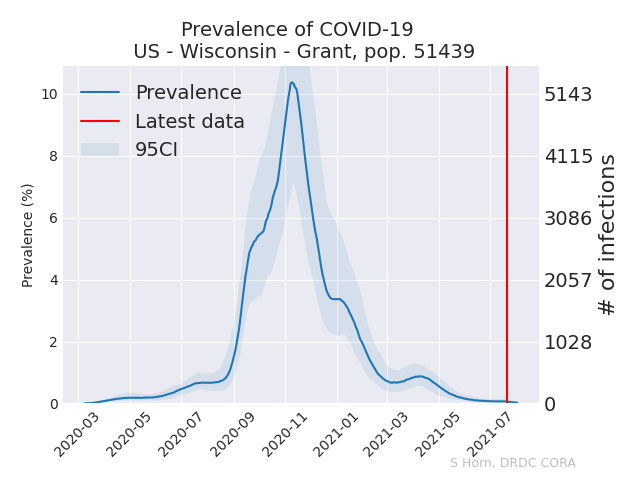 Prevalence of COVID-19
US - Wisconsin - Grant, pop. 51439
Prevalence
Latest data
95CI
Prevalence (%)
10
8
6
4
2
0
5143
4115
3086
2057
1028
0
# of infections
2020-03
2020-05
2020-07
2020-09
2020-11
2021-01
2021-03
2021-05
2021-07
S Horn, DRDC CORA